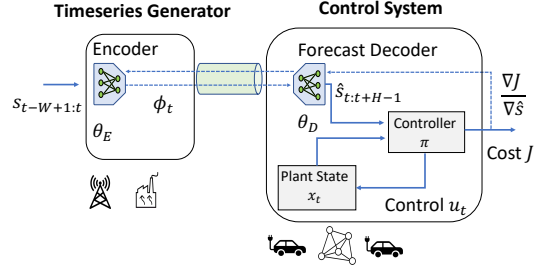 Timeseries Generator
Control System
Encoder
Forecast Decoder
s_{t-W+1:t}
ϕ_t
θ_E
ŝ_{t:t+H-1}
θ_D
∇J
∇ŝ
Controller
π
Cost J
Plant State
x_t
Control u_t